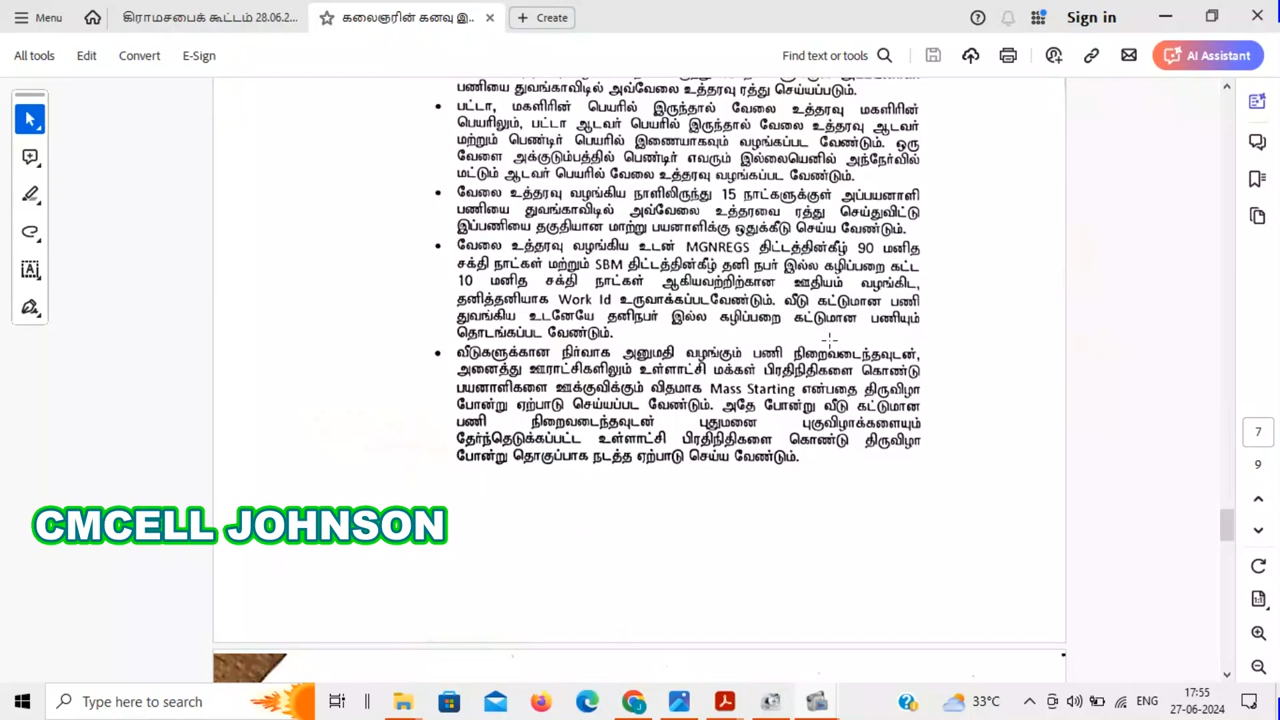 Menu
கிராமசபைக் கூட்டம் 28.06.2...
கலைஞரின் கனவு இ..
Create
Sign in
All tools
Edit
Convert
E-Sign
Find text or tools
AI Assistant
பணியை துவங்காவிடில் அவ்வேலை உத்தரவு ரத்து செய்யப்படும்.
• பட்டா, மகளிரின் பெயரில் இருந்தால் வேலை உத்தரவு மகளிரின்
பெயரிலும், பட்டா ஆடவர் பெயரில் இருந்தால் வேலை உத்தரவு ஆடவர்
மற்றும் பெண்டிர் பெயரில் இணையாகவும் வழங்கப்பட வேண்டும். ஒரு
வேளை அக்குடும்பத்தில் பெண்டிர் எவரும் இல்லையெனில் அந்நேர்வில்
மட்டும் ஆடவர் பெயரில் வேலை உத்தரவு வழங்கப்பட வேண்டும்.
• வேலை உத்தரவு வழங்கிய நாளிலிருந்து 15 நாட்களுக்குள் அப்பயனாளி
பணியை துவங்காவிடில் அவ்வேலை உத்தரவை ரத்து செய்துவிட்டு
இப்பணியை தகுதியான மாற்று பயனாளிக்கு ஒதுக்கீடு செய்ய வேண்டும்.
• வேலை உத்தரவு வழங்கிய உடன் MGNREGS திட்டத்தின்கீழ் 90 மனித
சக்தி நாட்கள் மற்றும் SBM திட்டத்தின்கீழ் தனி நபர் இல்ல கழிப்பறை கட்ட
10 மனித சக்தி நாட்கள் ஆகியவற்றிற்கான ஊதியம் வழங்கிட,
தனித்தனியாக Work Id உருவாக்கப்படவேண்டும். வீடு கட்டுமான பணி
துவங்கிய உடனேயே தனிநபர் இல்ல கழிப்பறை கட்டுமான பணியும்
தொடங்கப்பட வேண்டும்.
• வீடுகளுக்கான நிர்வாக அனுமதி வழங்கும் பணி நிறைவடைந்தவுடன்,
அனைத்து ஊராட்சிகளிலும் உள்ளாட்சி மக்கள் பிரதிநிதிகளை கொண்டு
பயனாளிகளை ஊக்குவிக்கும் விதமாக Mass Starting என்பதை திருவிழா
போன்று ஏற்பாடு செய்யப்பட வேண்டும். அதே போன்று வீடு கட்டுமான
பணி நிறைவடைந்தவுடன் புதுமனை புகுவிழாக்களையும்
தேர்ந்தெடுக்கப்பட்ட உள்ளாட்சி பிரதிநிதிகளை கொண்டு திருவிழா
போன்று தொகுப்பாக நடத்த ஏற்பாடு செய்ய வேண்டும்.
7
9
CMCELL JOHNSON
Type here to search
33°C
ENG
17:55
27-06-2024